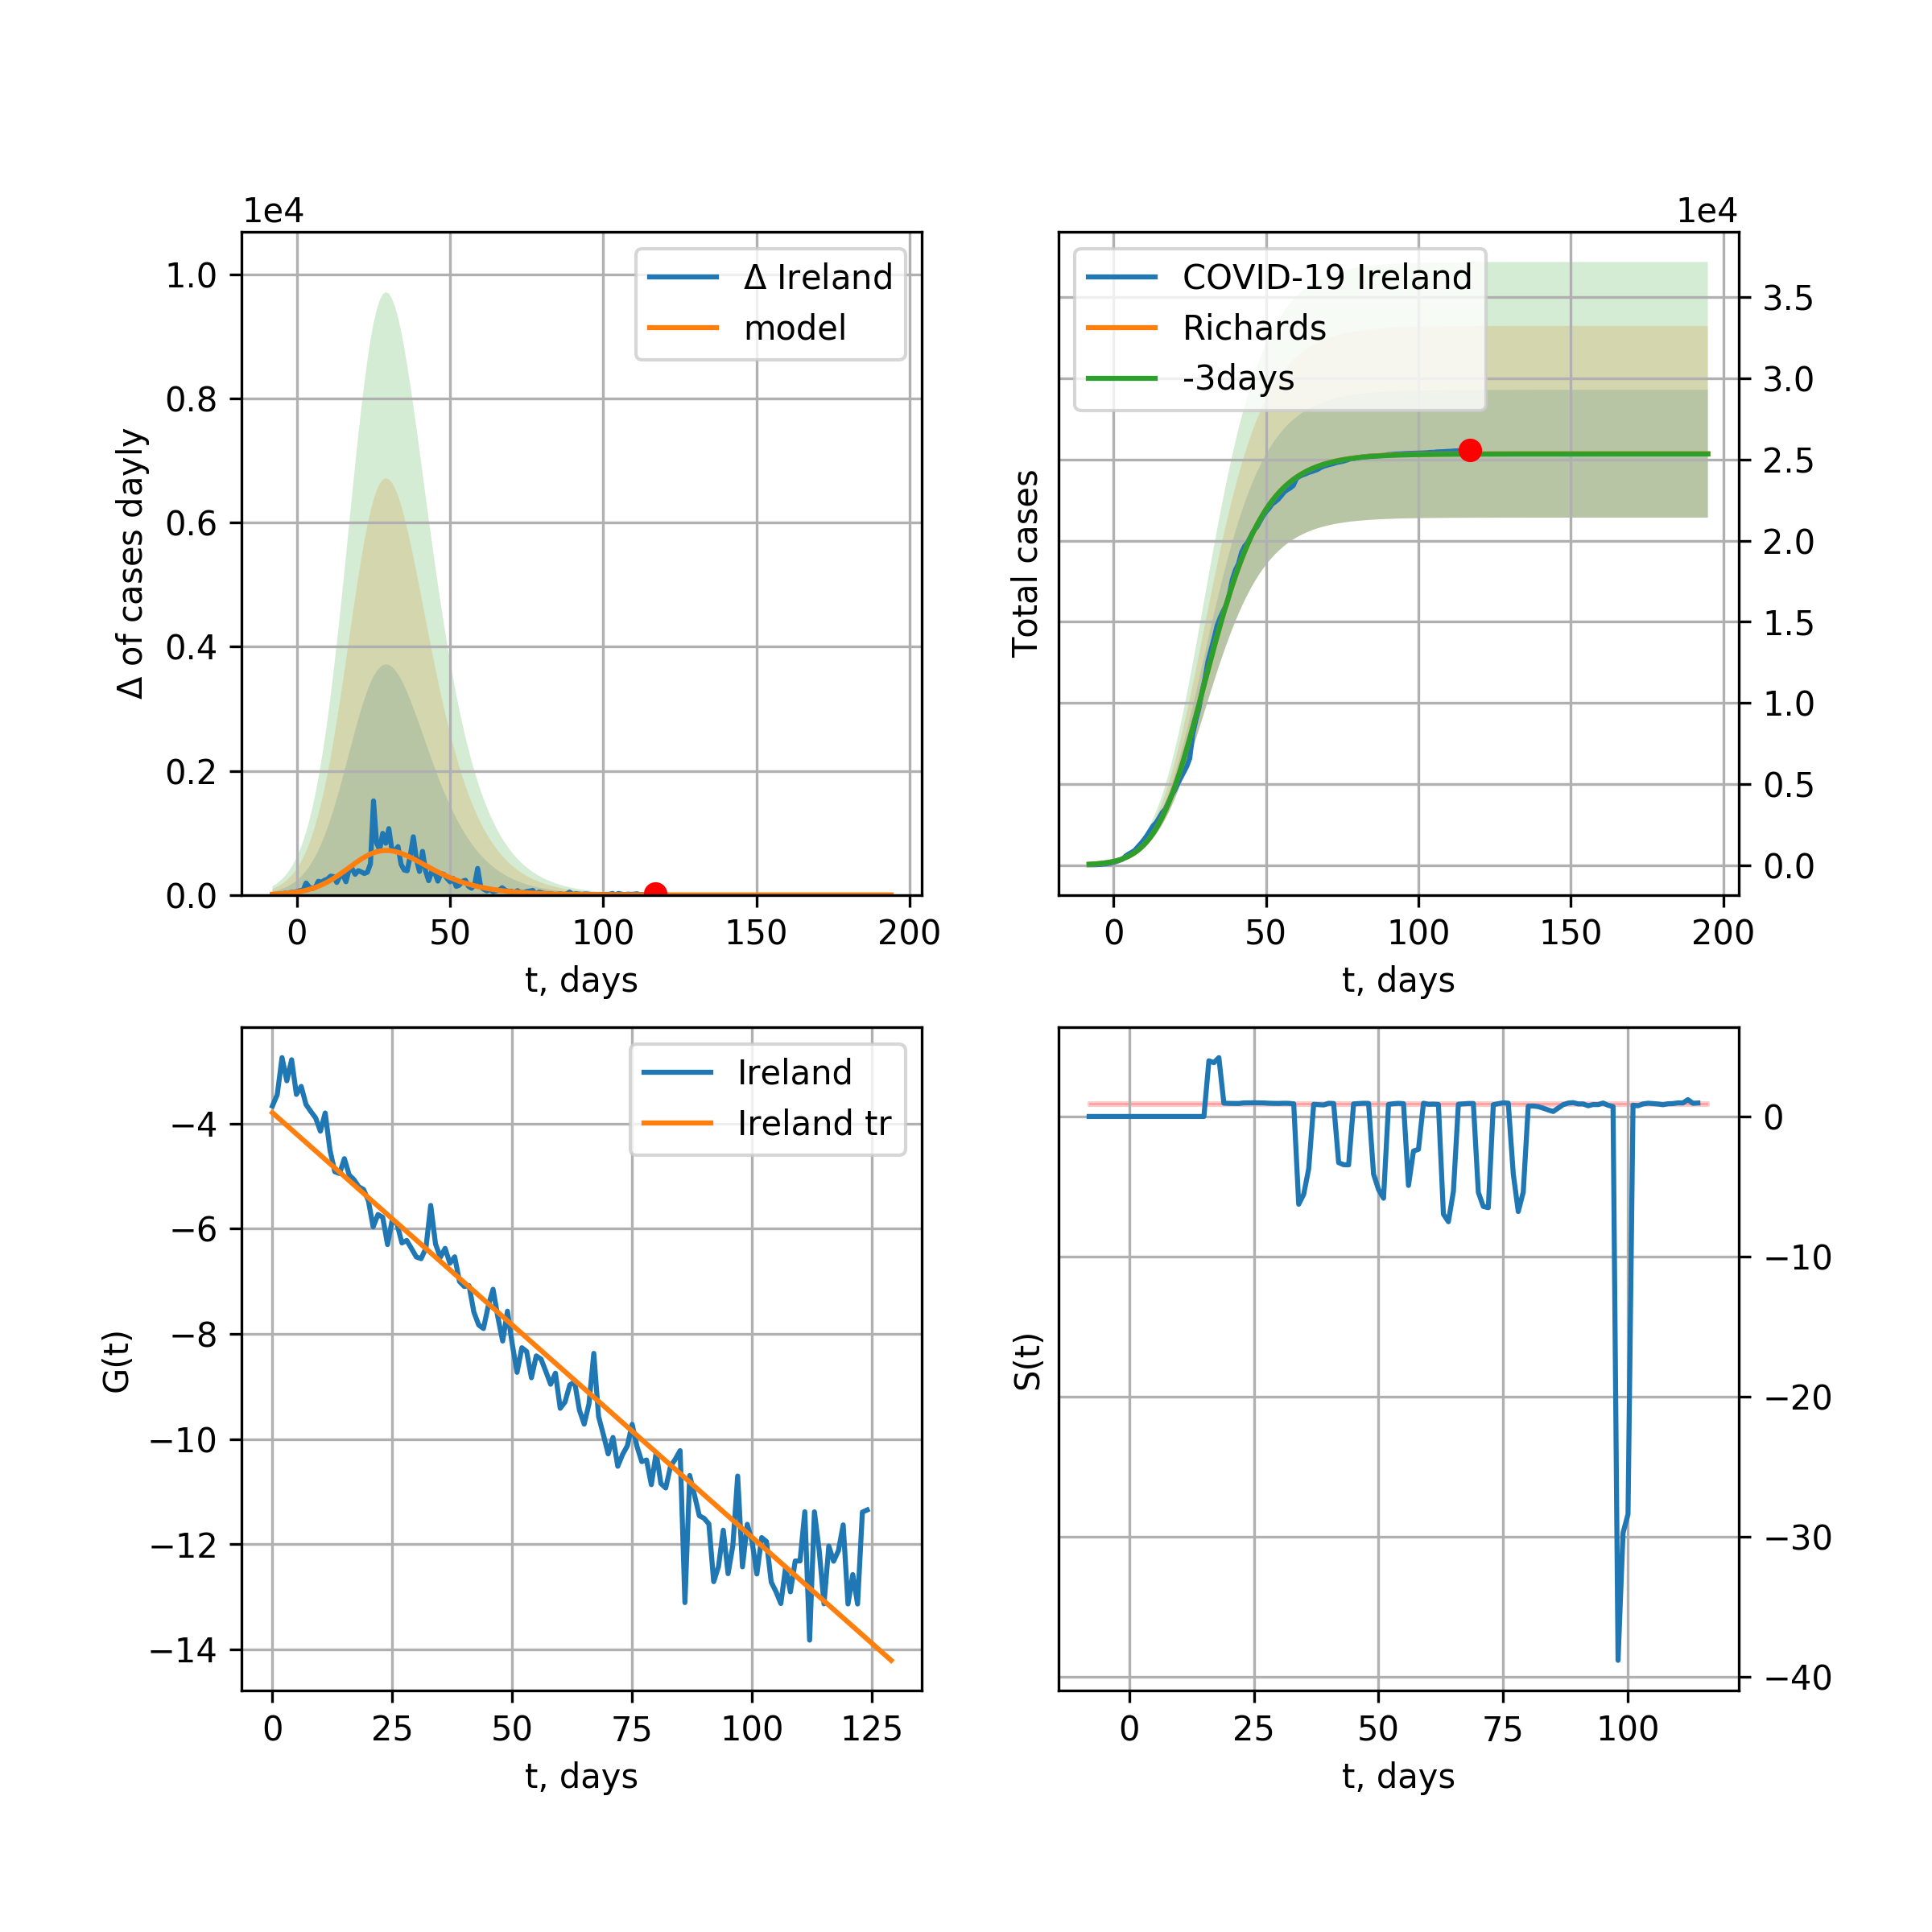 1e4
Δ of cases dayly
1.0
0.8
0.6
0.4
0.2
0.0
Δ Ireland
model
0 50 100 150 200
t, days
1e4
Total cases
COVID-19 Ireland
Richards
-3days
3.5
3.0
2.5
2.0
1.5
1.0
0.5
0.0
0 50 100 150 200
t, days
G(t)
−4
−6
−8
−10
−12
−14
Ireland
Ireland tr
0 25 50 75 100 125
t, days
S(t)
0
−10
−20
−30
−40
0 25 50 75 100
t, days